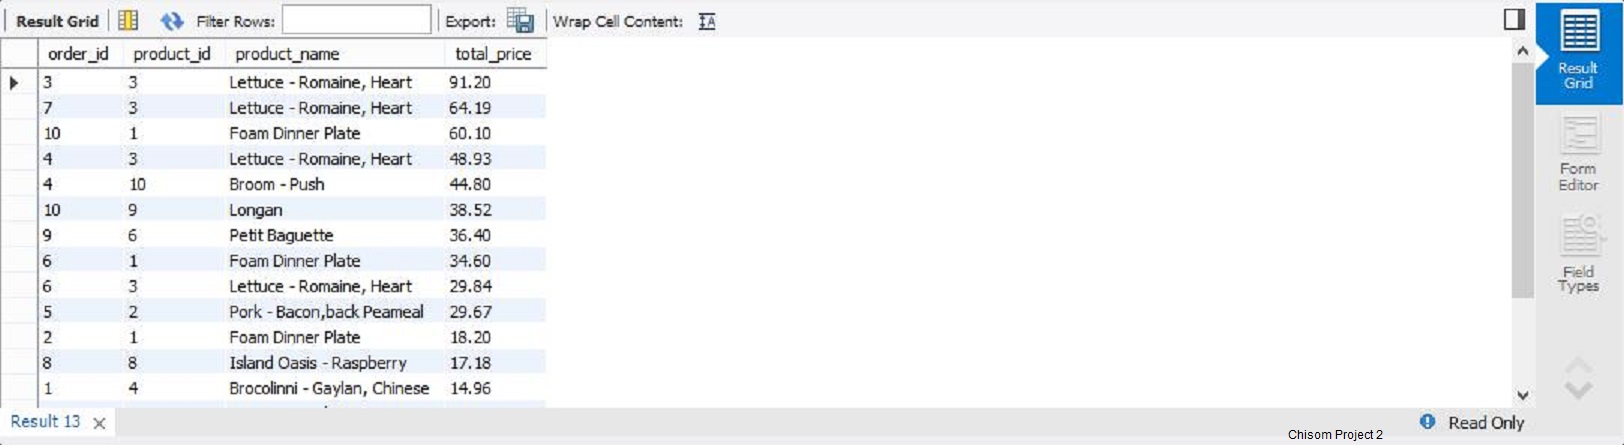 Result Grid Filter Rows: Export: Wrap Cell Content: IA
order_id product_id product_name total_price
3 3 Lettuce - Romaine, Heart 91.20
7 3 Lettuce - Romaine, Heart 64.19
10 1 Foam Dinner Plate 60.10
4 3 Lettuce - Romaine, Heart 48.93
4 10 Broom - Push 44.80
10 9 Longan 38.52
9 6 Petit Baguette 36.40
6 1 Foam Dinner Plate 34.60
6 3 Lettuce - Romaine, Heart 29.84
5 2 Pork - Bacon,back Peameal 29.67
2 1 Foam Dinner Plate 18.20
8 8 Island Oasis - Raspberry 17.18
1 4 Brocolinni - Gaylan, Chinese 14.96
Result
Grid
Form
Editor
Field
Types
Result 13
Read Only
Chisom Project 2